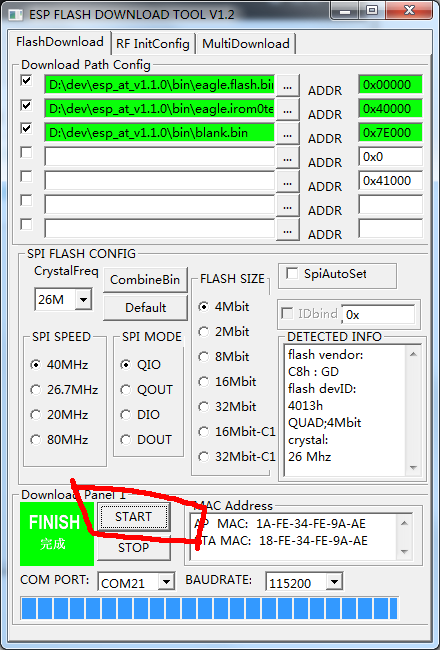 ESP FLASH DOWNLOAD TOOL V1.2
FlashDownload RF InitConfig MultiDownload
Download Path Config
D:\dev\esp_at_v1.1.0\bin\eagle.flash.bin ... ADDR 0x00000
D:\dev\esp_at_v1.1.0\bin\eagle.irom0te ... ADDR 0x40000
D:\dev\esp_at_v1.1.0\bin\blank.bin ... ADDR 0x7E000
... ADDR 0x0
... ADDR 0x41000
... ADDR
... ADDR
SPI FLASH CONFIG
CrystalFreq
26M
CombineBin
Default
SPI SPEED
40MHz
26.7MHz
20MHz
80MHz
SPI MODE
QIO
QOUT
DIO
DOUT
FLASH SIZE
4Mbit
2Mbit
8Mbit
16Mbit
32Mbit
16Mbit-C1
32Mbit-C1
SpiAutoSet
IDbind 0x
DETECTED INFO
flash vendor:
C8h : GD
flash devID:
4013h
QUAD;4Mbit
crystal:
26 Mhz
Download Panel 1
FINISH
完成
START
STOP
MAC Address
AP MAC: 1A-FE-34-FE-9A-AE
STA MAC: 18-FE-34-FE-9A-AE
COM PORT: COM21 BAUDRATE: 115200